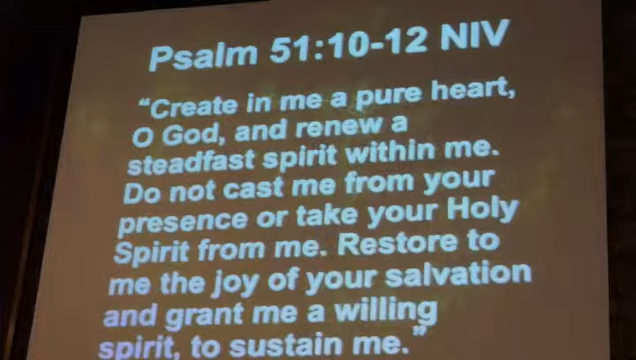 Psalm 51:10-12 NIV
“Create in me a pure heart,
O God, and renew a
steadfast spirit within me.
Do not cast me from your
presence or take your Holy
Spirit from me. Restore to
me the joy of your salvation
and grant me a willing
spirit, to sustain me.”